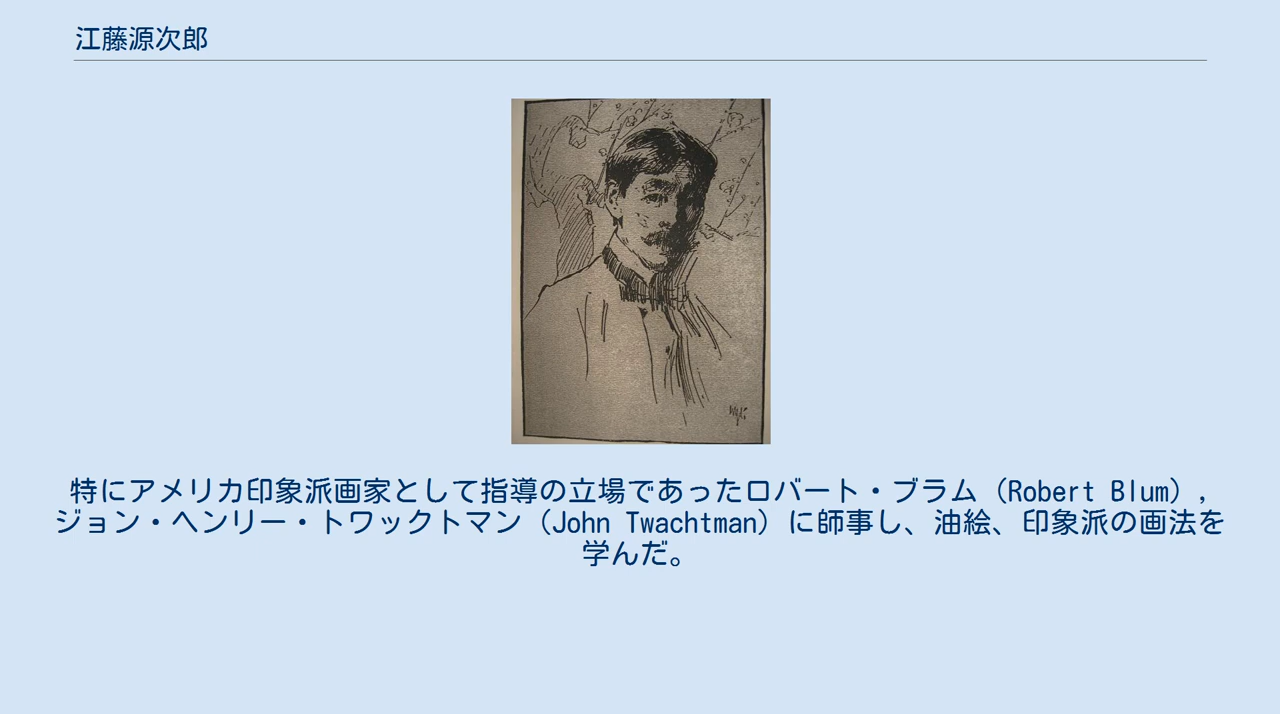 江藤源次郎
特にアメリカ印象派画家として指導の立場であったロバート・ブラム（Robert Blum）,
ジョン・ヘンリー・トワックトマン（John Twachtman）に師事し、油絵、印象派の画法を
学んだ。